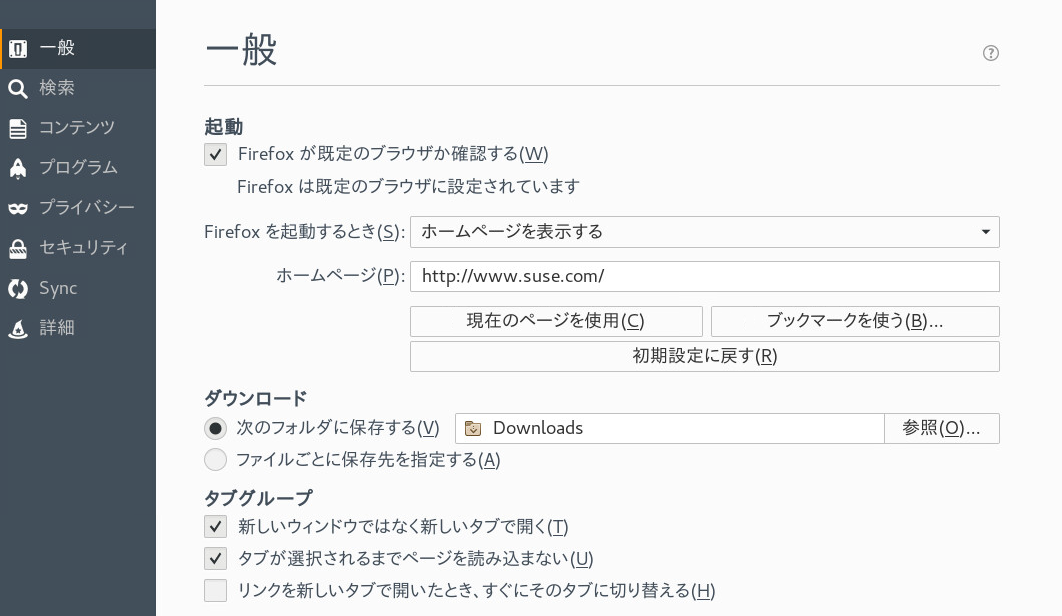 一般
検索
コンテンツ
プログラム
プライバシー
セキュリティ
Sync
詳細
一般
起動
Firefox が既定のブラウザか確認する(W)
Firefox は既定のブラウザに設定されています
Firefox を起動するとき(S): ホームページを表示する
ホームページ(P): http://www.suse.com/
現在のページを使用(C) ブックマークを使う(B)...
初期設定に戻す(R)
ダウンロード
次のフォルダに保存する(V) Downloads 参照(O)...
ファイルごとに保存先を指定する(A)
タブグループ
新しいウィンドウではなく新しいタブで開く(T)
タブが選択されるまでページを読み込まない(U)
リンクを新しいタブで開いたとき、すぐにそのタブに切り替える(H)